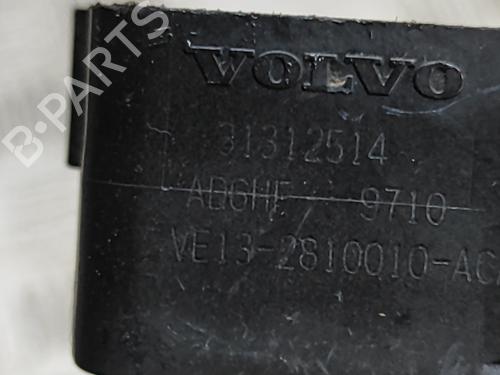 VOLVO
31312514
ADGHF 9710
VE13-2810010-AC
B-PARTS